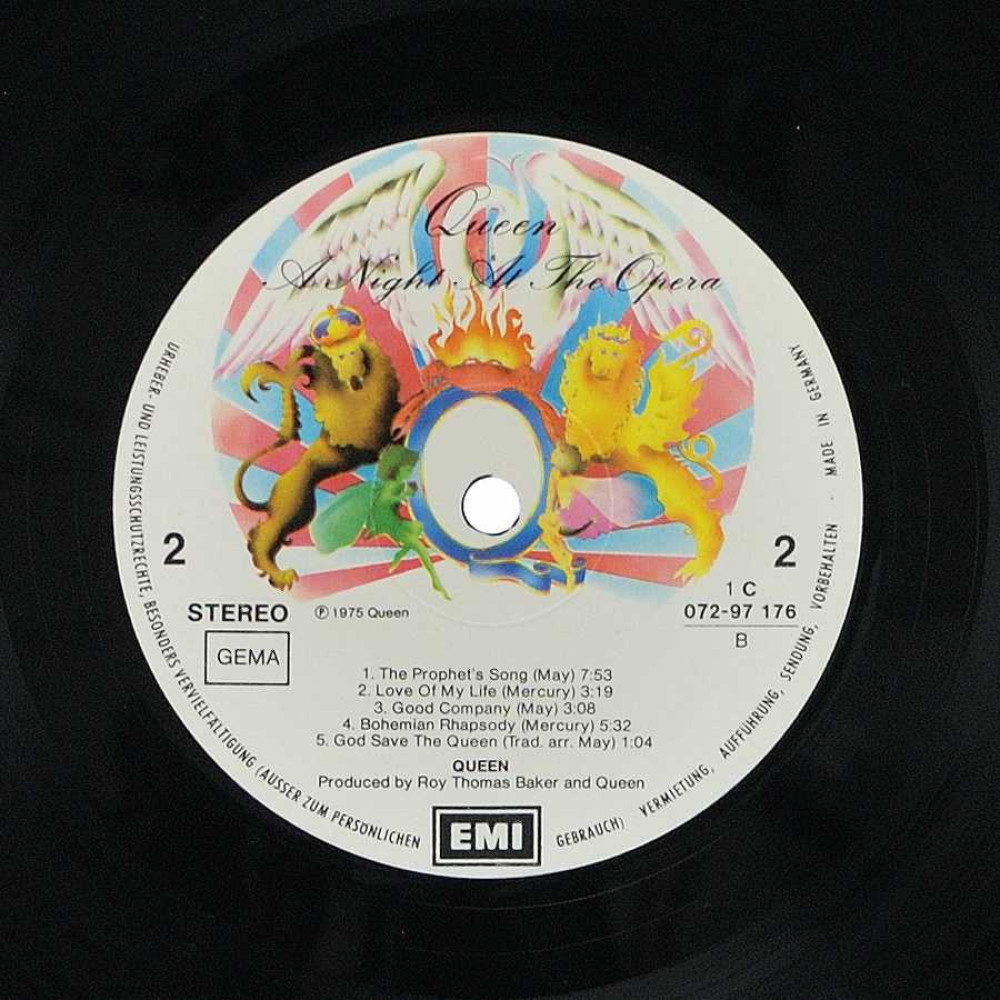 Queen
A Night At The Opera
2
2
STEREO
℗ 1975 Queen
1 C
072-97 176
GEMA
B
1. The Prophet's Song (May) 7:53
2. Love Of My Life (Mercury) 3:19
3. Good Company (May) 3:08
4. Bohemian Rhapsody (Mercury) 5:32
5. God Save The Queen (Trad. arr. May) 1:04
QUEEN
Produced by Roy Thomas Baker and Queen
EMI
URHEBER- UND LEISTUNGSSCHUTZRECHTE, BESONDERS VERVIELFÄLTIGUNG (AUSSER ZUM PERSÖNLICHEN GEBRAUCH) VERMIETUNG, AUFFÜHRUNG, SENDUNG, VORBEHALTEN · MADE IN GERMANY